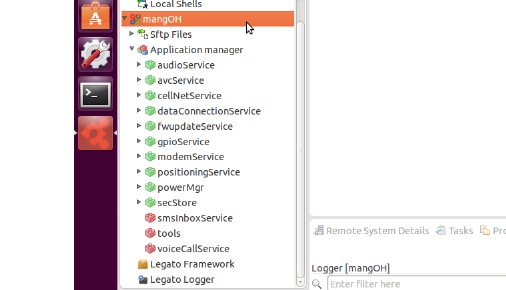 Local Shells
mangOH
Sftp Files
Application manager
audioService
avcService
cellNetService
dataConnectionService
fwupdateService
gpioService
modemService
positioningService
powerMgr
secStore
smsInboxService
tools
voiceCallService
Legato Framework
Legato Logger
Remote System Details Tasks Pro
Logger [mangOH]
Enter filter here